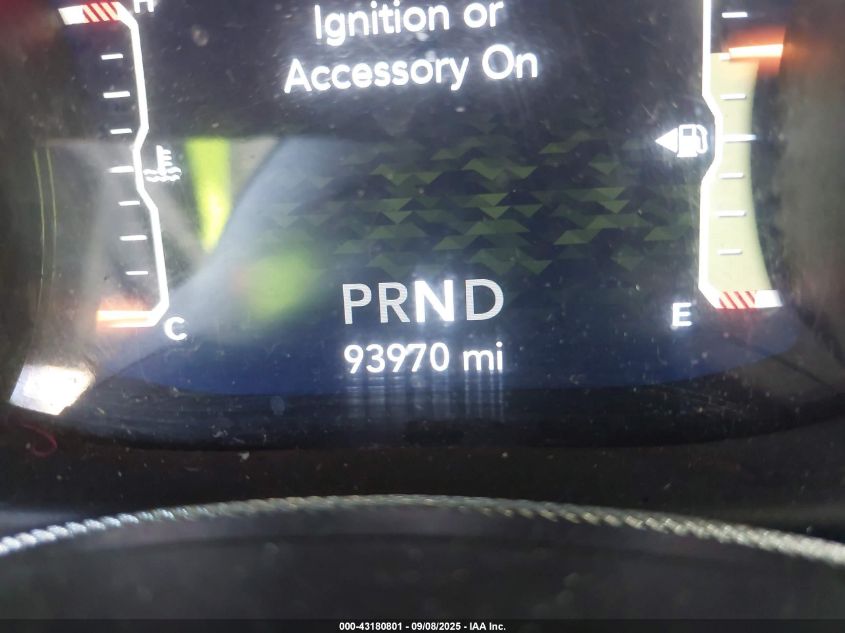 H
Ignition or
Accessory On
PRND
C
E
93970 mi
000-43180801 - 09/08/2025 - IAA Inc.